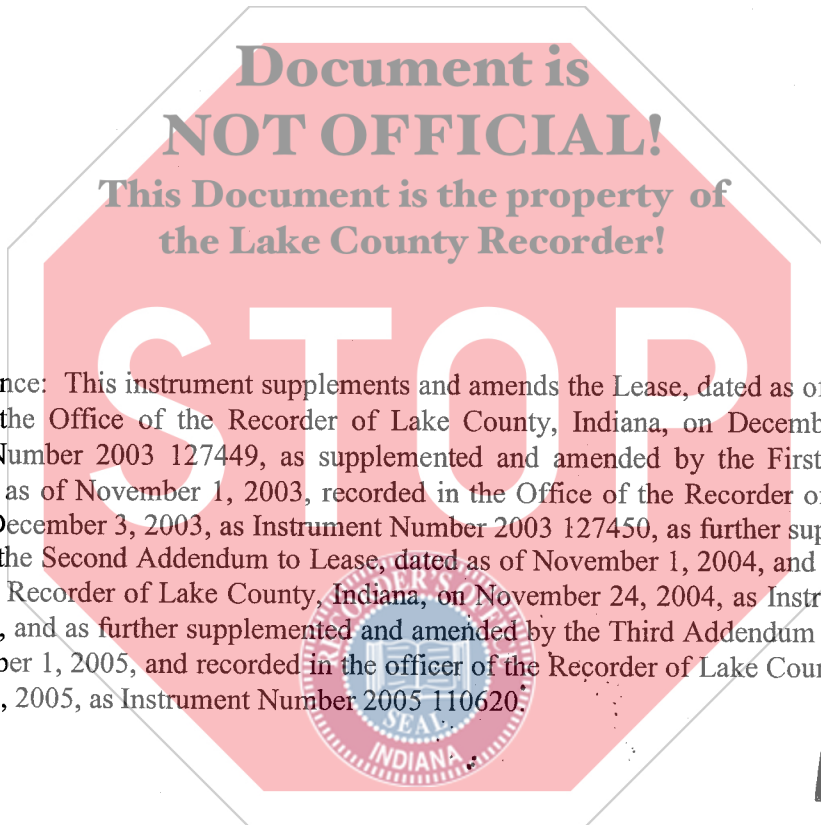 Document is
NOT OFFICIAL!
This Document is the property of
the Lake County Recorder!
STOP
nce: This instrument supplements and amends the Lease, dated as of
the Office of the Recorder of Lake County, Indiana, on Decemb
Number 2003 127449, as supplemented and amended by the First
as of November 1, 2003, recorded in the Office of the Recorder o
December 3, 2003, as Instrument Number 2003 127450, as further sup
the Second Addendum to Lease, dated as of November 1, 2004, and
Recorder of Lake County, Indiana, on November 24, 2004, as Instr
, and as further supplemented and amended by the Third Addendum
ber 1, 2005, and recorded in the officer of the Recorder of Lake Coun
, 2005, as Instrument Number 2005 110620.
RECORDER'S OFFICE
SEAL
INDIANA